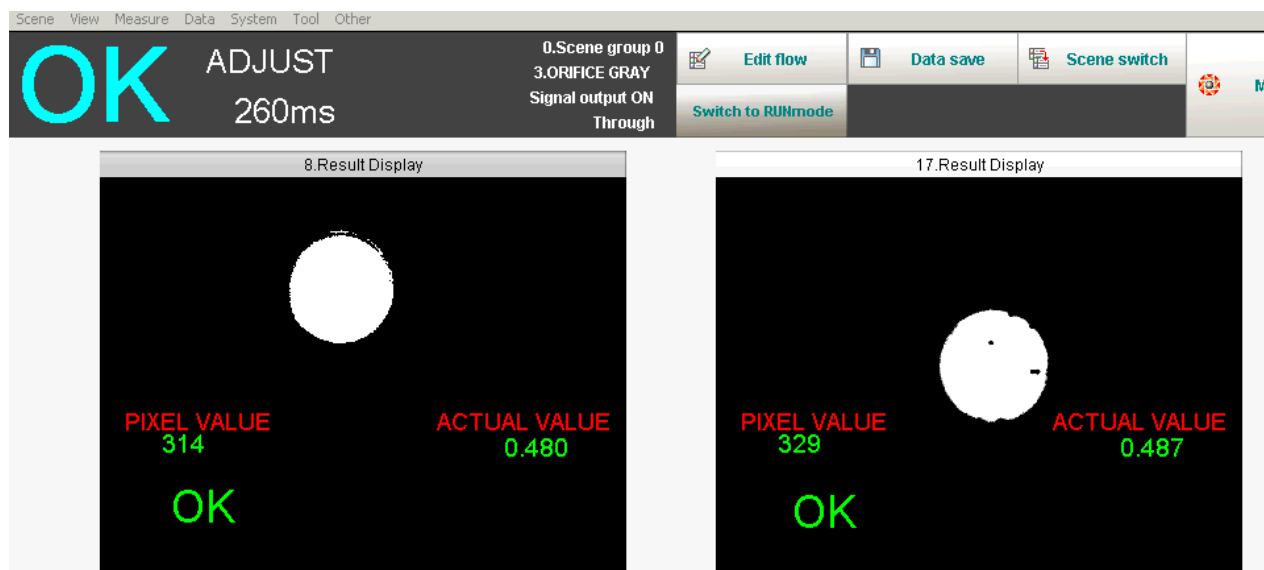 Scene View Measure Data System Tool Other
OK
ADJUST
260ms
0.Scene group 0
3.ORIFICE GRAY
Signal output ON
Through
Edit flow
Data save
Scene switch
Switch to RUNmode
M
8.Result Display
PIXEL VALUE
314
ACTUAL VALUE
0.480
OK
17.Result Display
PIXEL VALUE
329
ACTUAL VALUE
0.487
OK